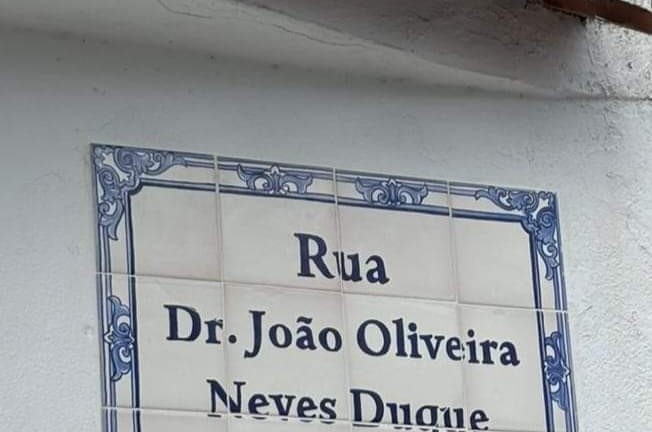 Rua
Dr. João Oliveira
Neves Duque